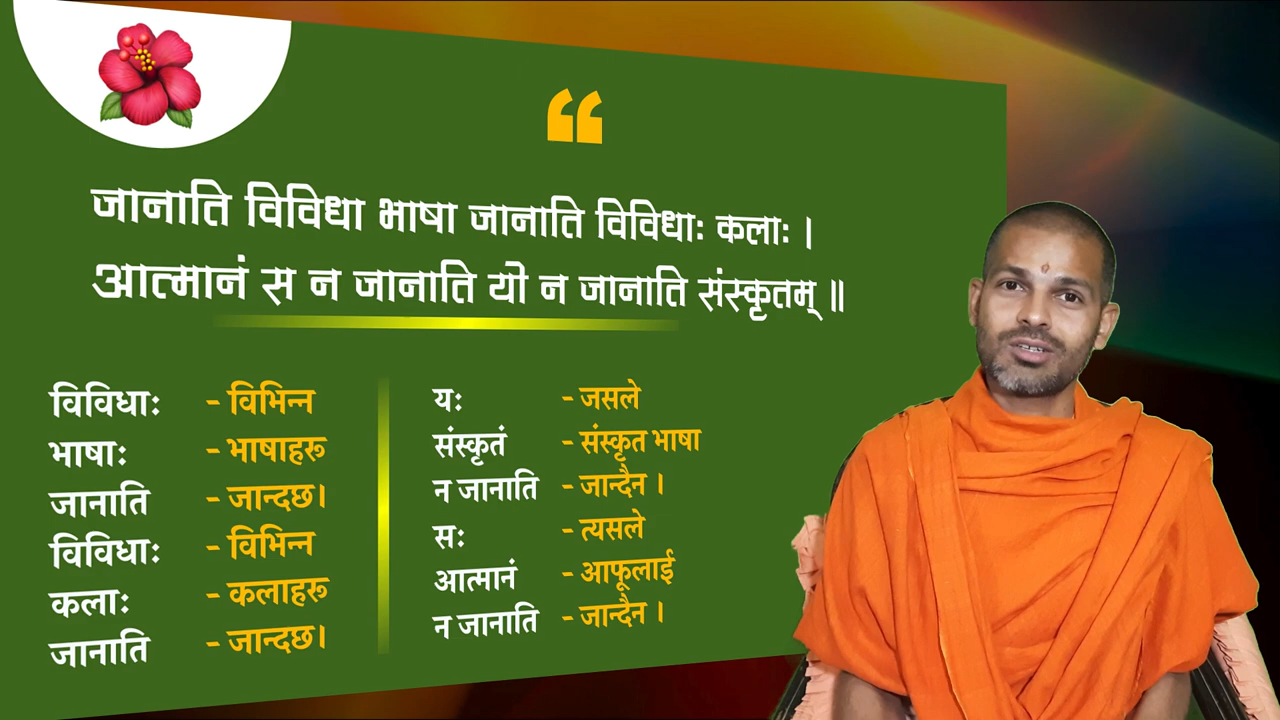 “
जानाति विविधा भाषा जानाति विविधाः कलाः ।
आत्मानं स न जानाति यो न जानाति संस्कृतम् ॥
विविधाः - विभिन्न
भाषाः - भाषाहरू
जानाति - जान्दछ।
विविधाः - विभिन्न
कलाः - कलाहरू
जानाति - जान्दछ।
यः - जसले
संस्कृतं - संस्कृत भाषा
न जानाति - जान्दैन ।
सः - त्यसले
आत्मानं - आफूलाई
न जानाति - जान्दैन ।